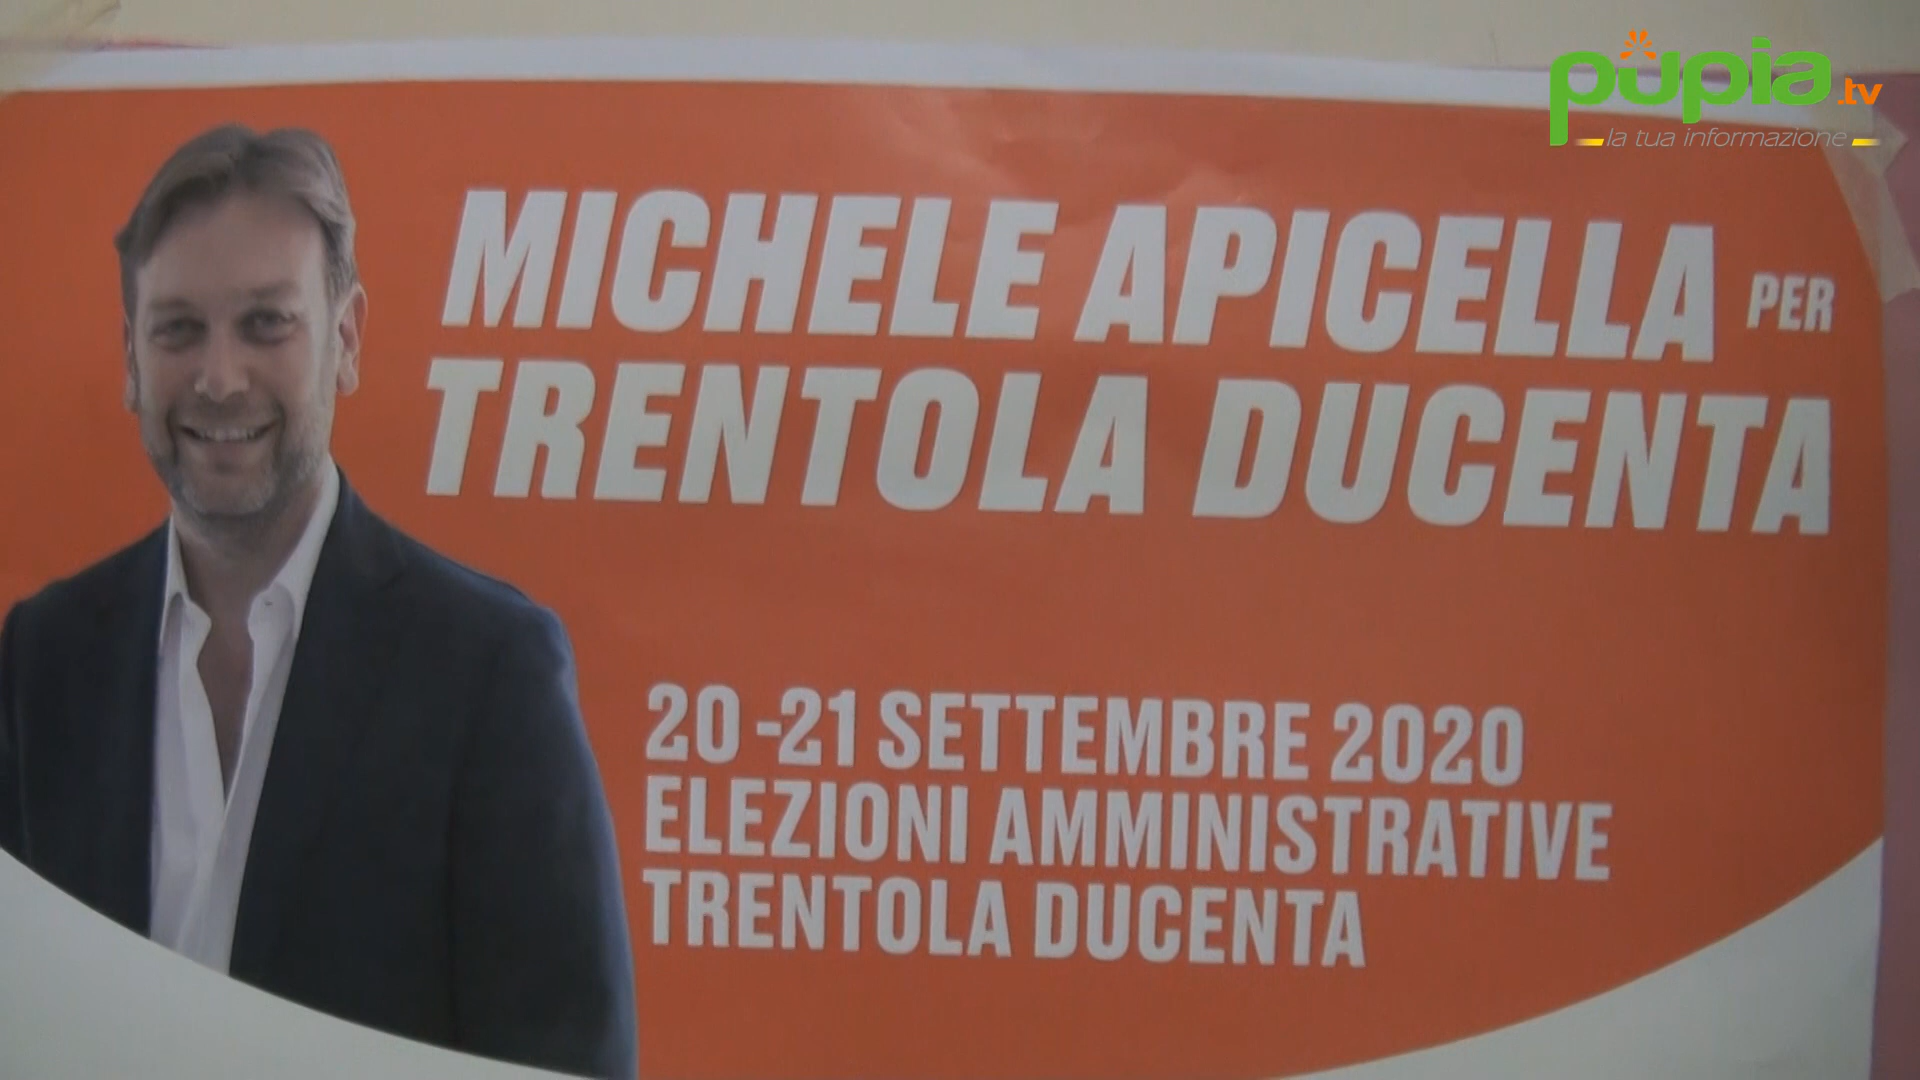 pupia.tv
la tua informazione
MICHELE APICELLA PER
TRENTOLA DUCENTA
20-21 SETTEMBRE 2020
ELEZIONI AMMINISTRATIVE
TRENTOLA DUCENTA